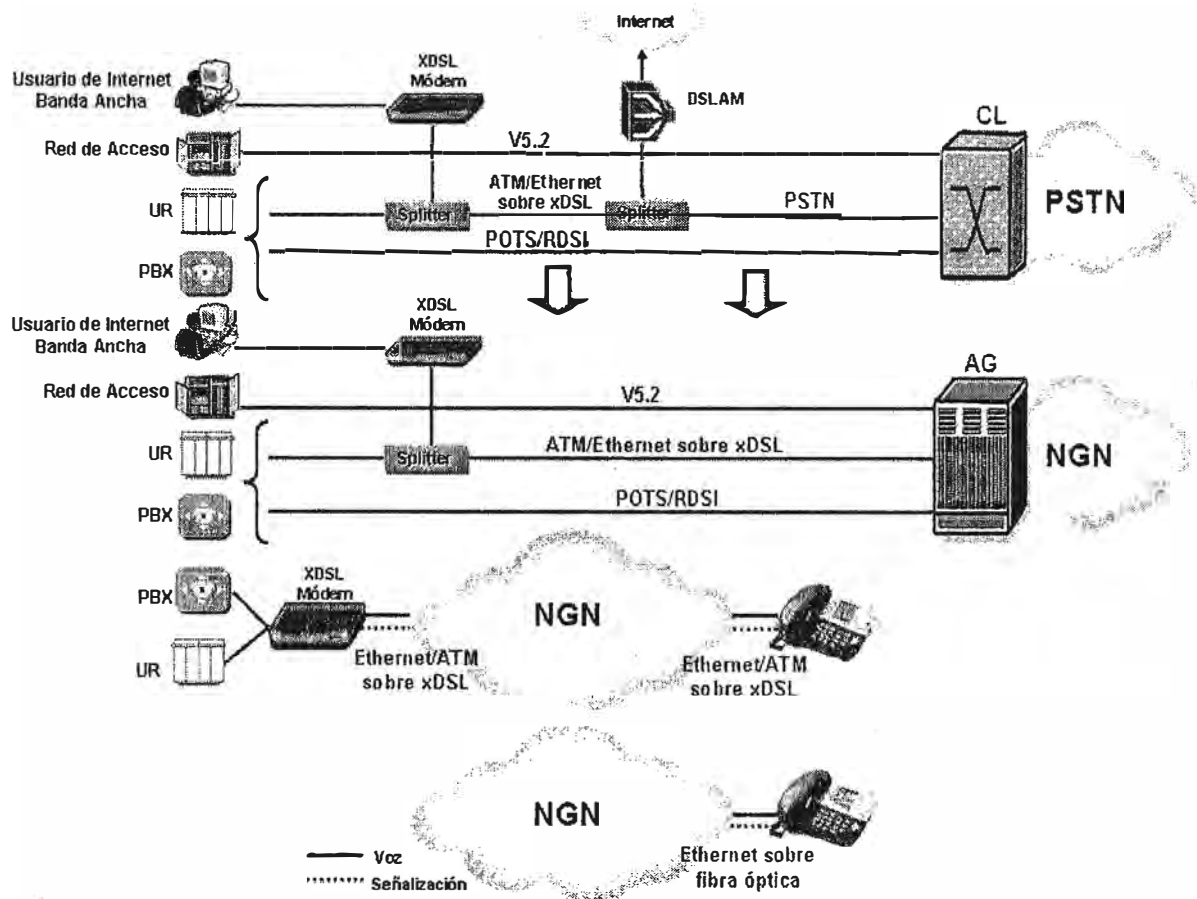 Internet
Usuario de Internet
Banda Ancha
XDSL
Módem
DSLAM
CL
Red de Acceso
V5.2
PSTN
UR
Splitter
ATM/Ethernet
sobre xDSL
Splitter
PSTN
POTS/RDSI
PBX
Usuario de Internet
Banda Ancha
XDSL
Módem
AG
Red de Acceso
V5.2
UR
Splitter
ATM/Ethernet sobre xDSL
NGN
PBX
POTS/RDSI
PBX
XDSL
Módem
NGN
UR
Ethernet/ATM
sobre xDSL
Ethernet/ATM
sobre xDSL
NGN
Voz
Señalización
Ethernet sobre
fibra óptica